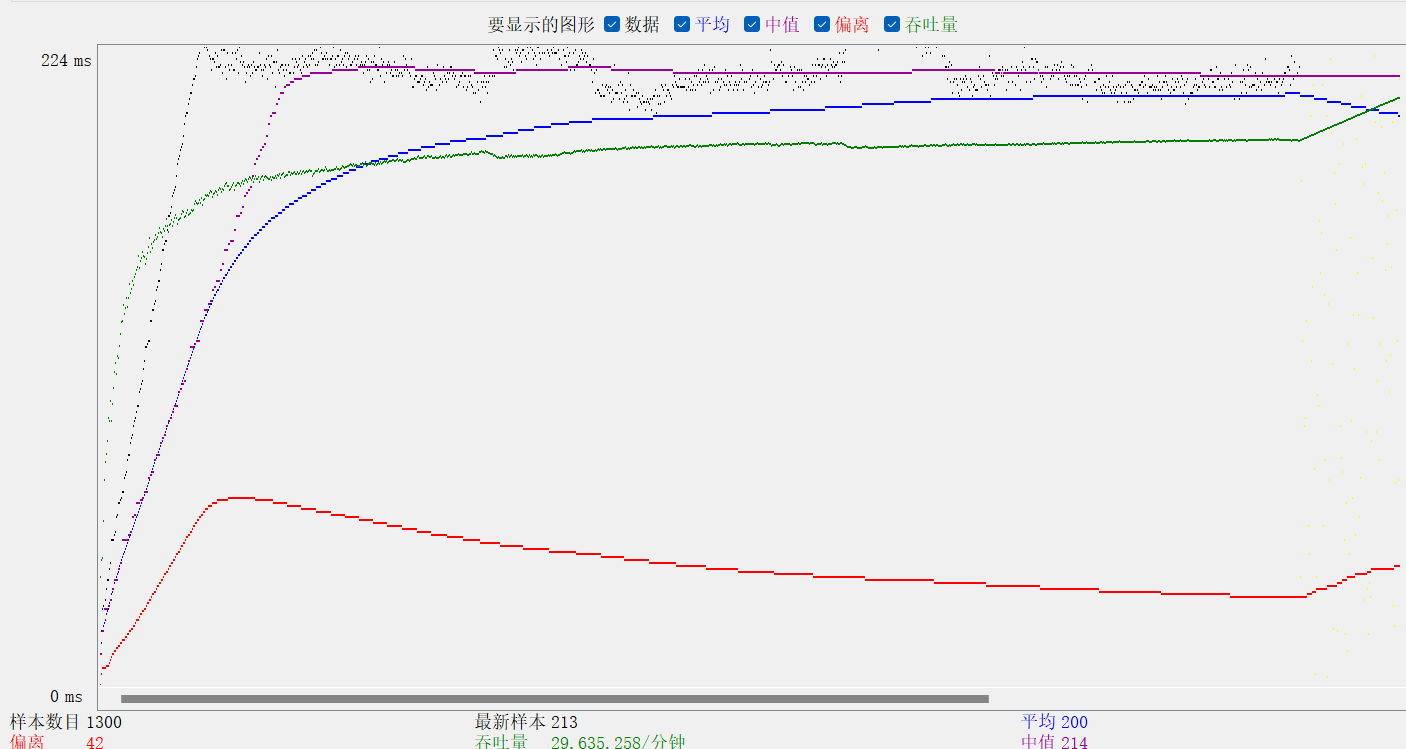 要显示的图形 数据 平均 中值 偏离 吞吐量
224 ms
0 ms
样本数目 1300 最新样本 213 平均 200
偏离 42 吞吐量 29.635.258/分钟 中值 214